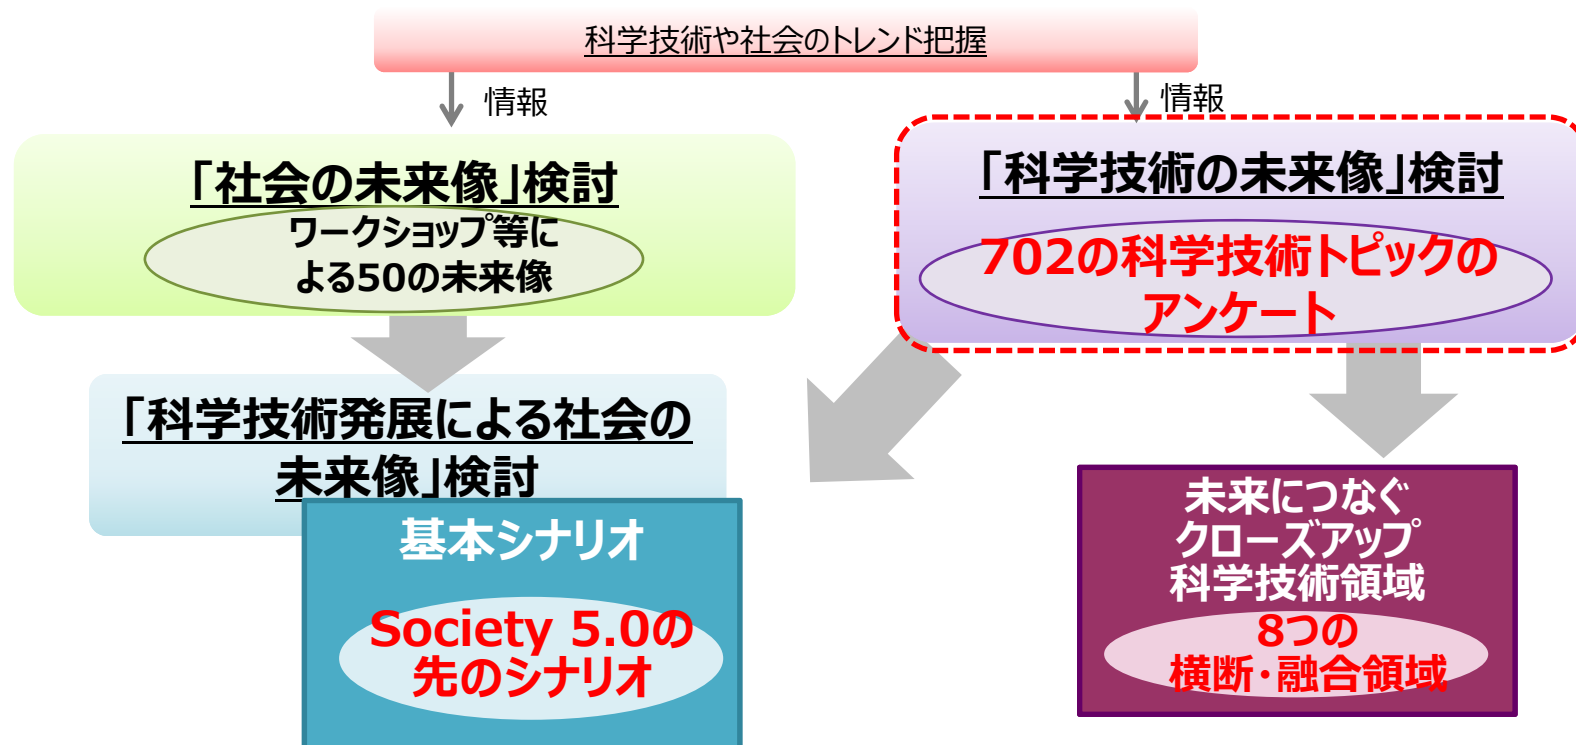 科学技術や社会のトレンド把握
情報
情報
「社会の未来像」検討
ワークショップ等に
よる50の未来像
「科学技術の未来像」検討
702の科学技術トピックの
アンケート
「科学技術発展による社会の
未来像」検討
基本シナリオ
Society 5.0の
先のシナリオ
未来につなぐ
クローズアップ
科学技術領域
8つの
横断・融合領域